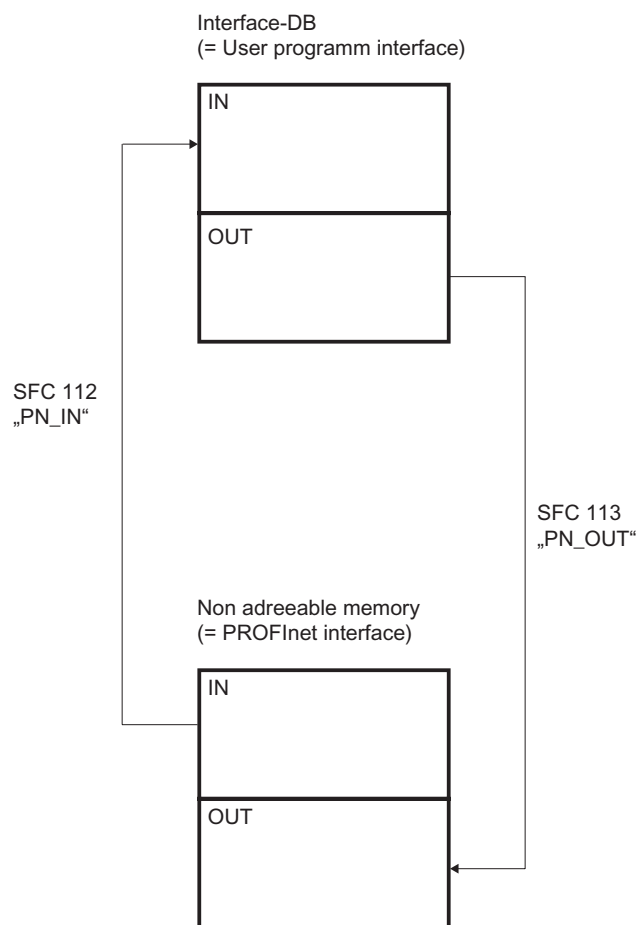 Interface-DB
(= User programm interface)
IN
OUT
SFC 112
„PN_IN“
SFC 113
„PN_OUT“
Non adreeable memory
(= PROFInet interface)
IN
OUT